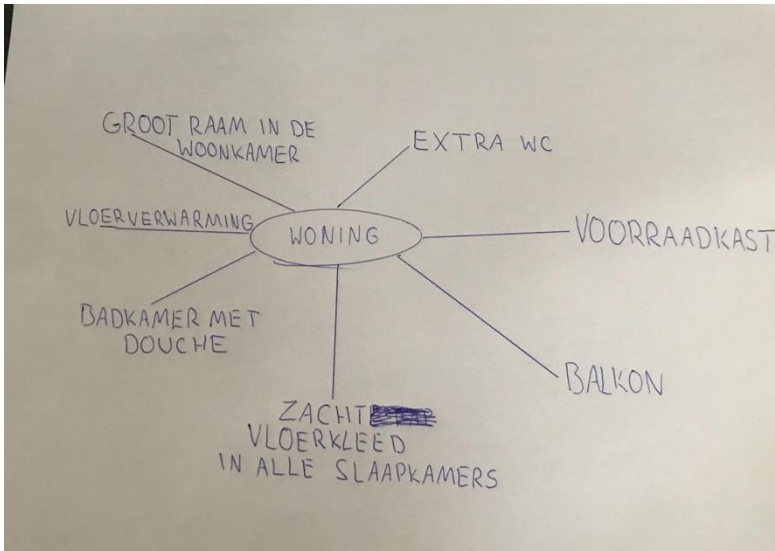 GROOT RAAM IN DE
WOONKAMER
EXTRA WC
VLOERVERWARMING
WONING
VOORRAADKAST
BADKAMER MET
DOUCHE
BALKON
ZACHT
VLOERKLEED
IN ALLE SLAAPKAMERS